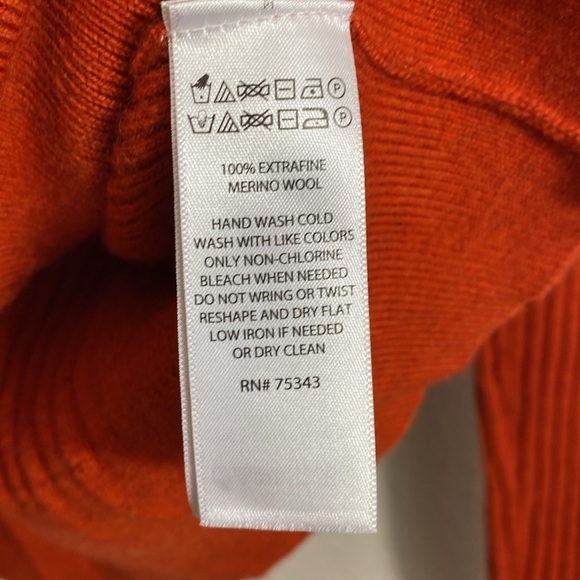 P
P
100% EXTRAFINE
MERINO WOOL
HAND WASH COLD
WASH WITH LIKE COLORS
ONLY NON-CHLORINE
BLEACH WHEN NEEDED
DO NOT WRING OR TWIST
RESHAPE AND DRY FLAT
LOW IRON IF NEEDED
OR DRY CLEAN
RN# 75343